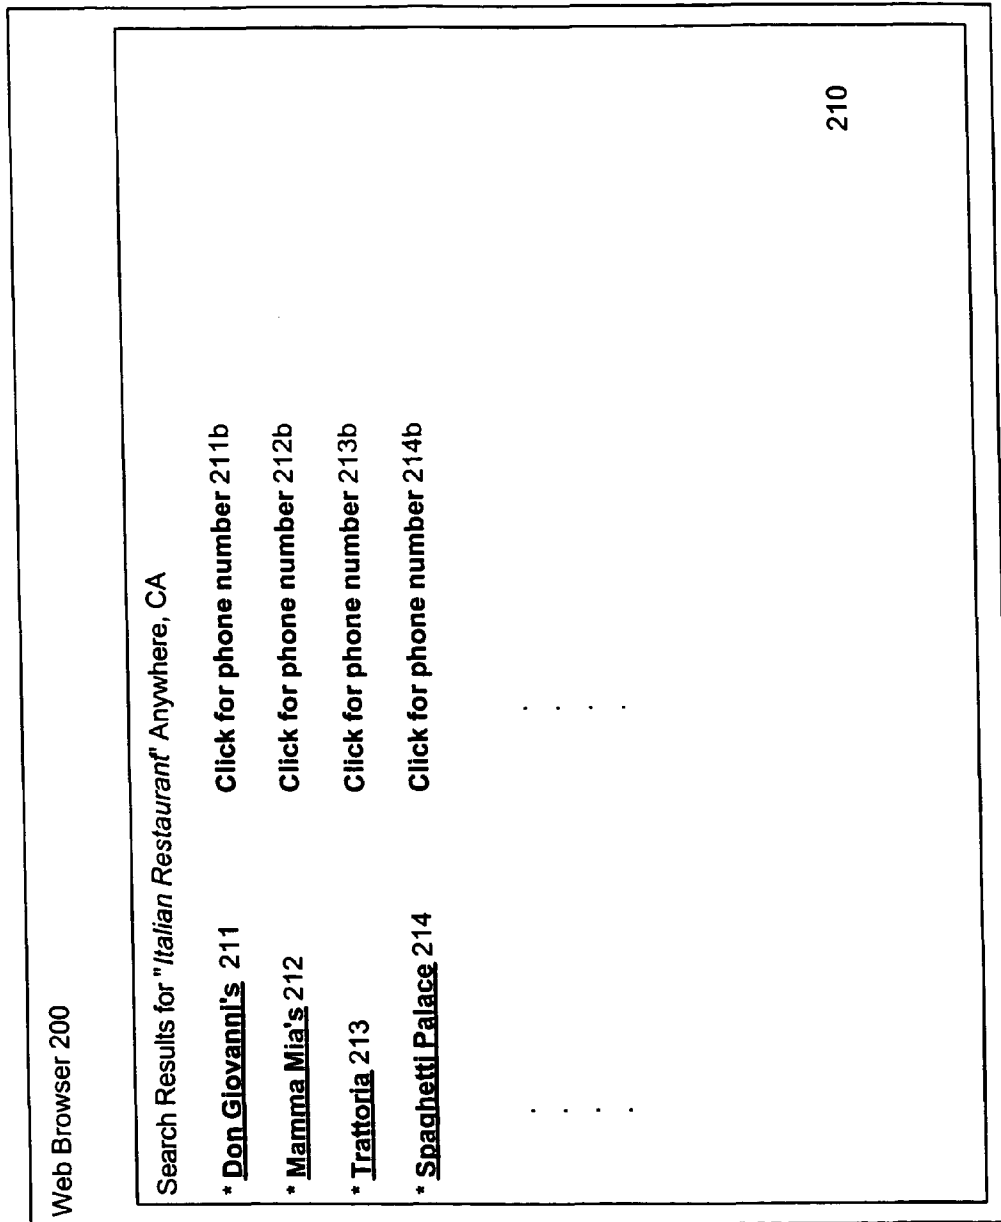 Web Browser 200
Search Results for "Italian Restaurant" Anywhere, CA
* Don Giovanni's 211 Click for phone number 211b
* Mamma Mia's 212 Click for phone number 212b
* Trattoria 213 Click for phone number 213b
* Spaghetti Palace 214 Click for phone number 214b
. . . . . . . .
210